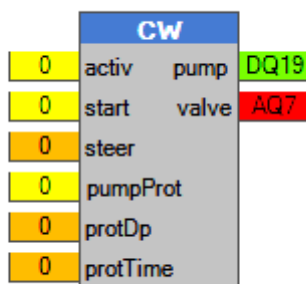 CW
0 activ pump DQ19
0 start valve AQ7
0 steer
0 pumpProt
0 protDp
0 protTime